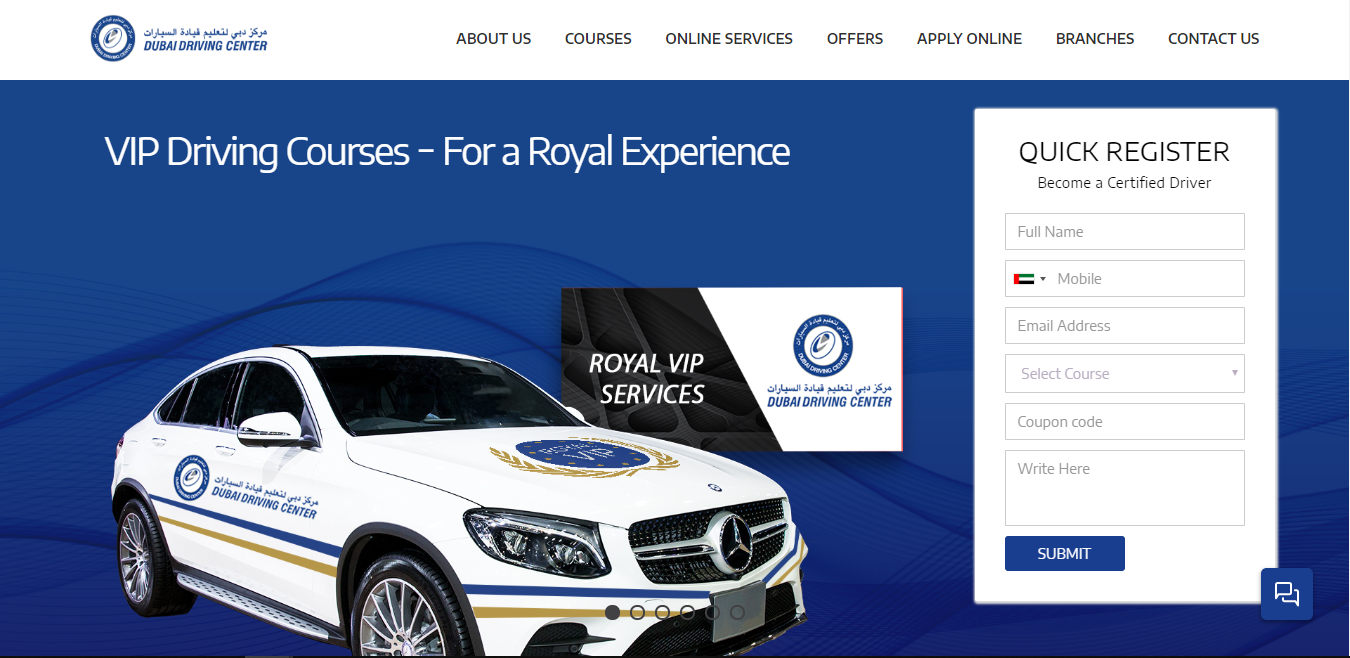 مركز دبي لتعليم قيادة السيارات
DUBAI DRIVING CENTER
ABOUT US
COURSES
ONLINE SERVICES
OFFERS
APPLY ONLINE
BRANCHES
CONTACT US
VIP Driving Courses – For a Royal Experience
QUICK REGISTER
Become a Certified Driver
Full Name
Mobile
Email Address
Select Course
Coupon code
Write Here
SUBMIT
ROYAL VIP
SERVICES
مركز دبي لتعليم قيادة السيارات
DUBAI DRIVING CENTER
مركز دبي لتعليم قيادة السيارات
DUBAI DRIVING CENTER